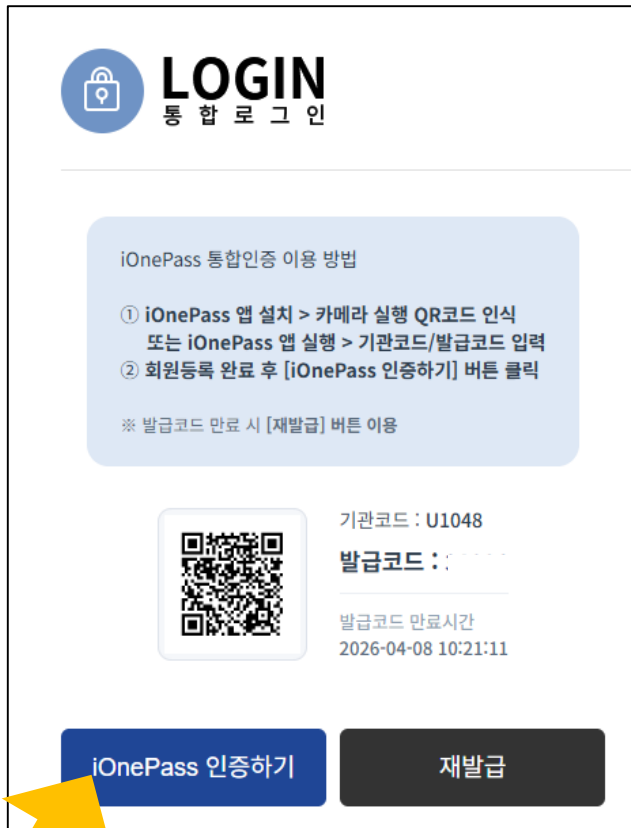 LOGIN
통합로그인
iOnePass 통합인증 이용 방법
① iOnePass 앱 설치 > 카메라 실행 QR코드 인식
또는 iOnePass 앱 실행 > 기관코드/발급코드 입력
② 회원등록 완료 후 [iOnePass 인증하기] 버튼 클릭
※ 발급코드 만료 시 [재발급] 버튼 이용
기관코드 : U1048
발급코드 :
발급코드 만료시간
2026-04-08 10:21:11
iOnePass 인증하기
재발급